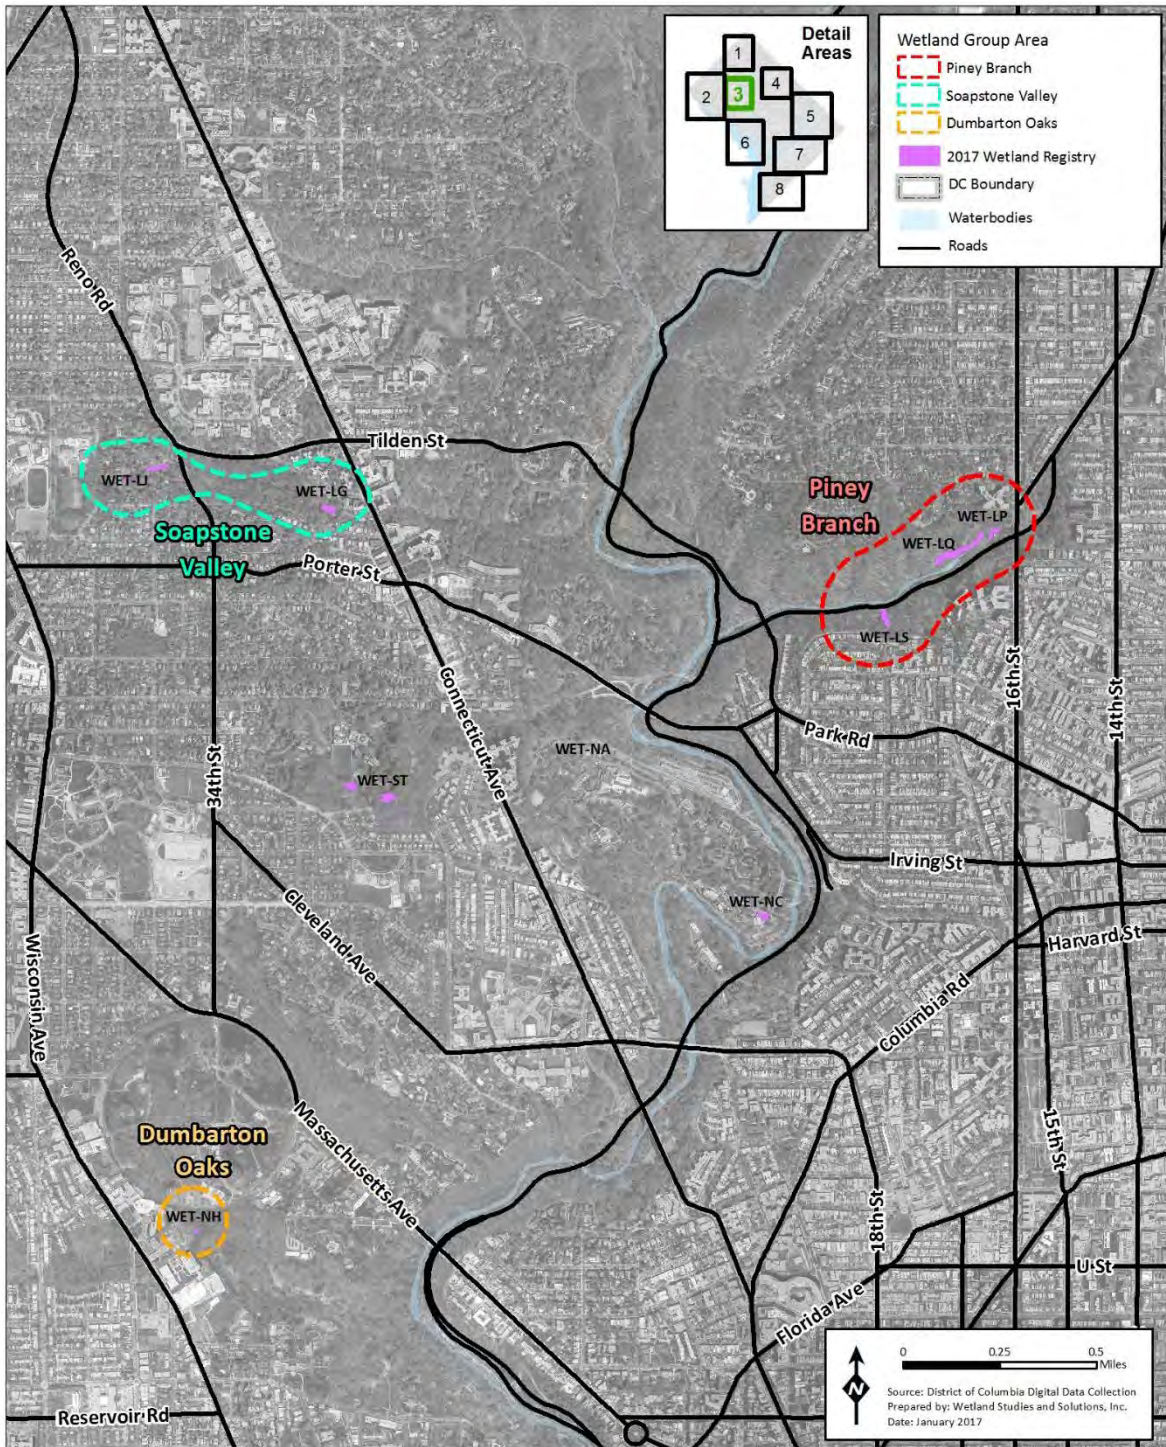 Detail
Areas
1
2
3
4
5
6
7
8
Wetland Group Area
Piney Branch
Soapstone Valley
Dumbarton Oaks
2017 Wetland Registry
DC Boundary
Waterbodies
Roads
Reno Rd
Tilden St
WET-LJ
WET-LG
Soapstone
Valley
Porter St
Piney
Branch
WET-LP
WET-LQ
WET-LS
16th St
14th St
Connecticut Ave
34th St
WET-ST
WET-NA
Park Rd
Irving St
WET-NC
Harvard St
Columbia Rd
Cleveland Ave
Wisconsin Ave
Massachusetts Ave
Dumbarton
Oaks
WET-NH
15th St
18th St
U St
Florida Ave
Reservoir Rd
N
0 0.25 0.5
Miles
Source: District of Columbia Digital Data Collection
Prepared by: Wetland Studies and Solutions, Inc.
Date: January 2017